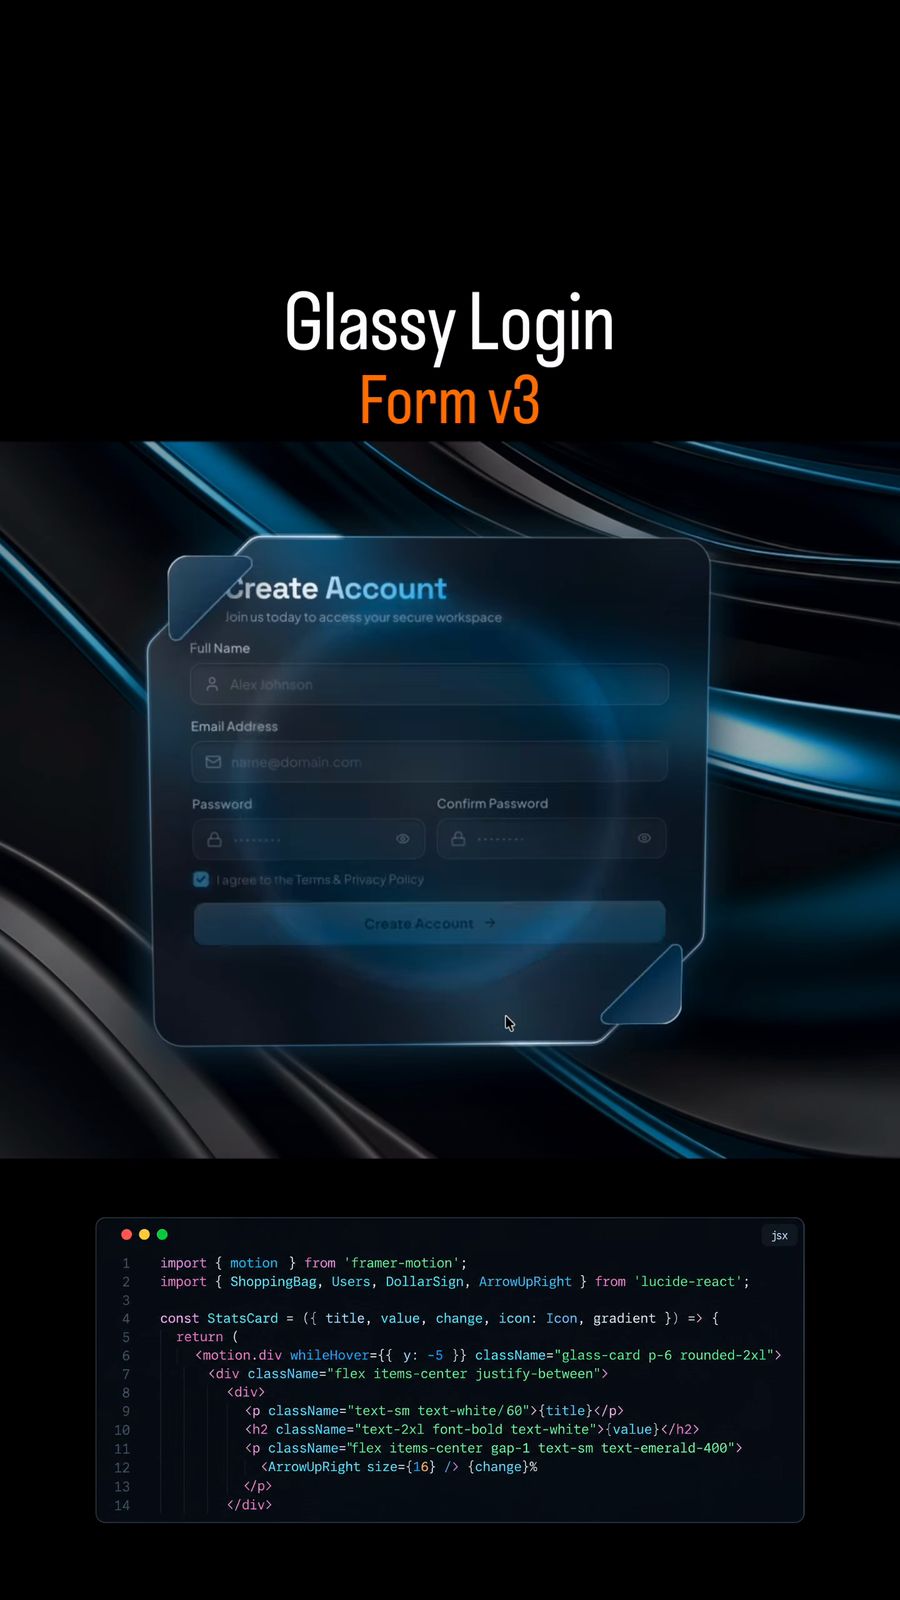 Glassy Login
Form v3
Create Account
Join us today to access your secure workspace
Full Name
Alex Johnson
Email Address
name@domain.com
Password
Confirm Password
I agree to the Terms & Privacy Policy
Create Account →
jsx
1 import { motion } from 'framer-motion';
2 import { ShoppingBag, Users, DollarSign, ArrowUpRight } from 'lucide-react';
3
4 const StatsCard = ({ title, value, change, icon: Icon, gradient }) => {
5 return (
6 <motion.div whileHover={{ y: -5 }} className="glass-card p-6 rounded-2xl">
7 <div className="flex items-center justify-between">
8 <div>
9 <p className="text-sm text-white/60">{title}</p>
10 <h2 className="text-2xl font-bold text-white">{value}</h2>
11 <p className="flex items-center gap-1 text-sm text-emerald-400">
12 <ArrowUpRight size={16} /> {change}%
13 </p>
14 </div>